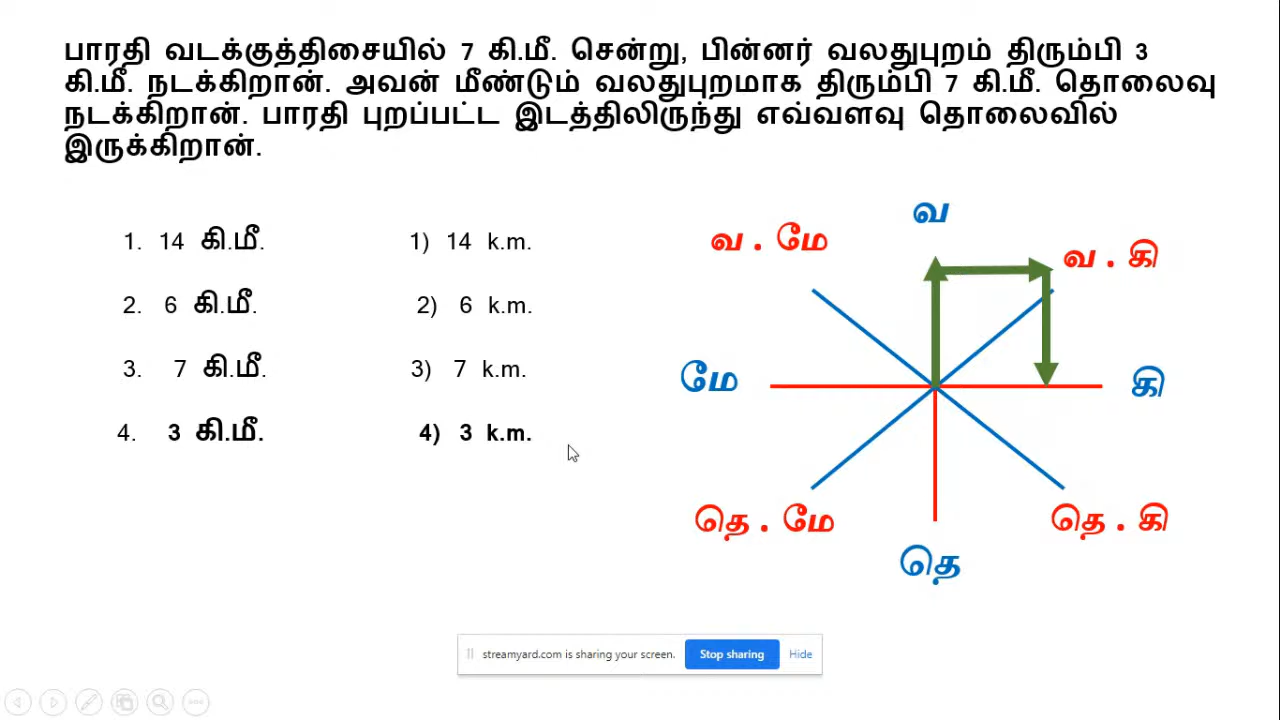 பாரதி வடக்குத்திசையில் 7 கி.மீ. சென்று, பின்னர் வலதுபுறம் திரும்பி 3
கி.மீ. நடக்கிறான். அவன் மீண்டும் வலதுபுறமாக திரும்பி 7 கி.மீ. தொலைவு
நடக்கிறான். பாரதி புறப்பட்ட இடத்திலிருந்து எவ்வளவு தொலைவில்
இருக்கிறான்.
1. 14 கி.மீ. 1) 14 k.m.
2. 6 கி.மீ. 2) 6 k.m.
3. 7 கி.மீ. 3) 7 k.m.
4. 3 கி.மீ. 4) 3 k.m.
வ
வ . மே
வ . கி
மே
கி
தெ . மே
தெ . கி
தெ
streamyard.com is sharing your screen. Stop sharing Hide